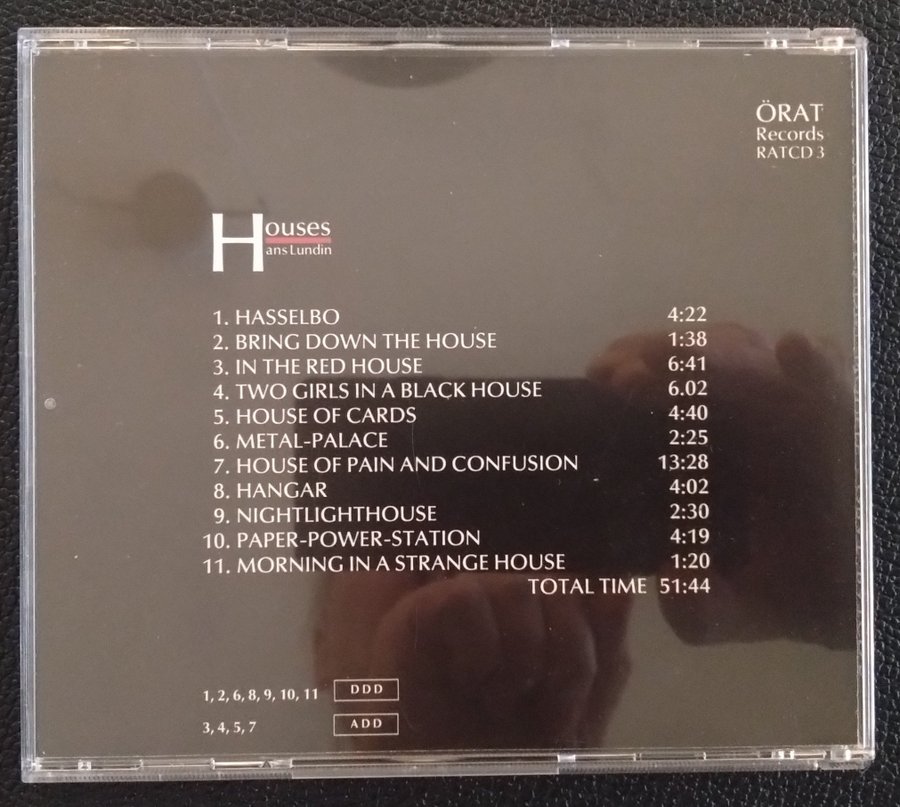 ÖRAT
Records
RATCD 3
Houses
Hans Lundin
1. HASSELBO 4:22
2. BRING DOWN THE HOUSE 1:38
3. IN THE RED HOUSE 6:41
4. TWO GIRLS IN A BLACK HOUSE 6.02
5. HOUSE OF CARDS 4:40
6. METAL-PALACE 2:25
7. HOUSE OF PAIN AND CONFUSION 13:28
8. HANGAR 4:02
9. NIGHTLIGHTHOUSE 2:30
10. PAPER-POWER-STATION 4:19
11. MORNING IN A STRANGE HOUSE 1:20
TOTAL TIME 51:44
1, 2, 6, 8, 9, 10, 11 DDD
3, 4, 5, 7 ADD